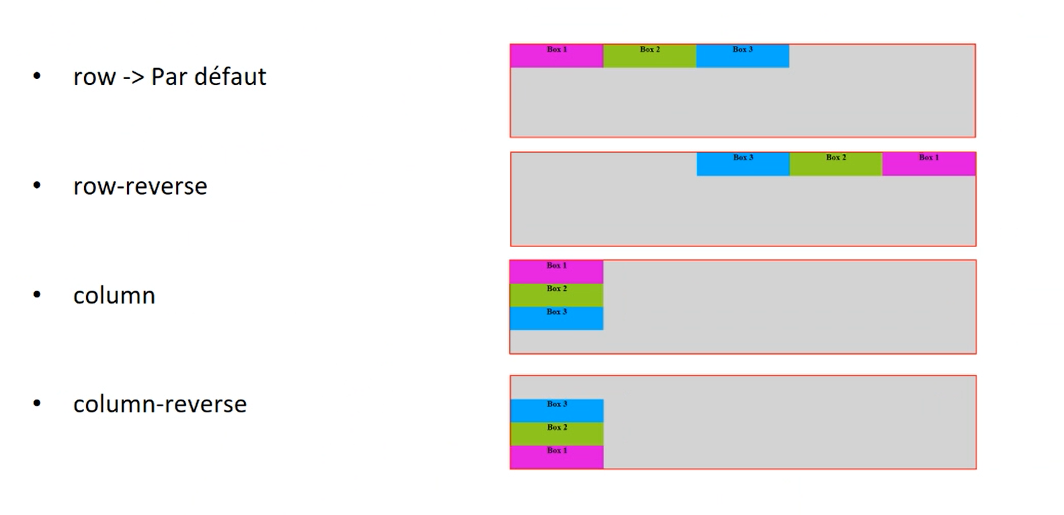 • row -> Par défaut
Box 1 Box 2 Box 3
• row-reverse
Box 3 Box 2 Box 1
• column
Box 1
Box 2
Box 3
• column-reverse
Box 3
Box 2
Box 1